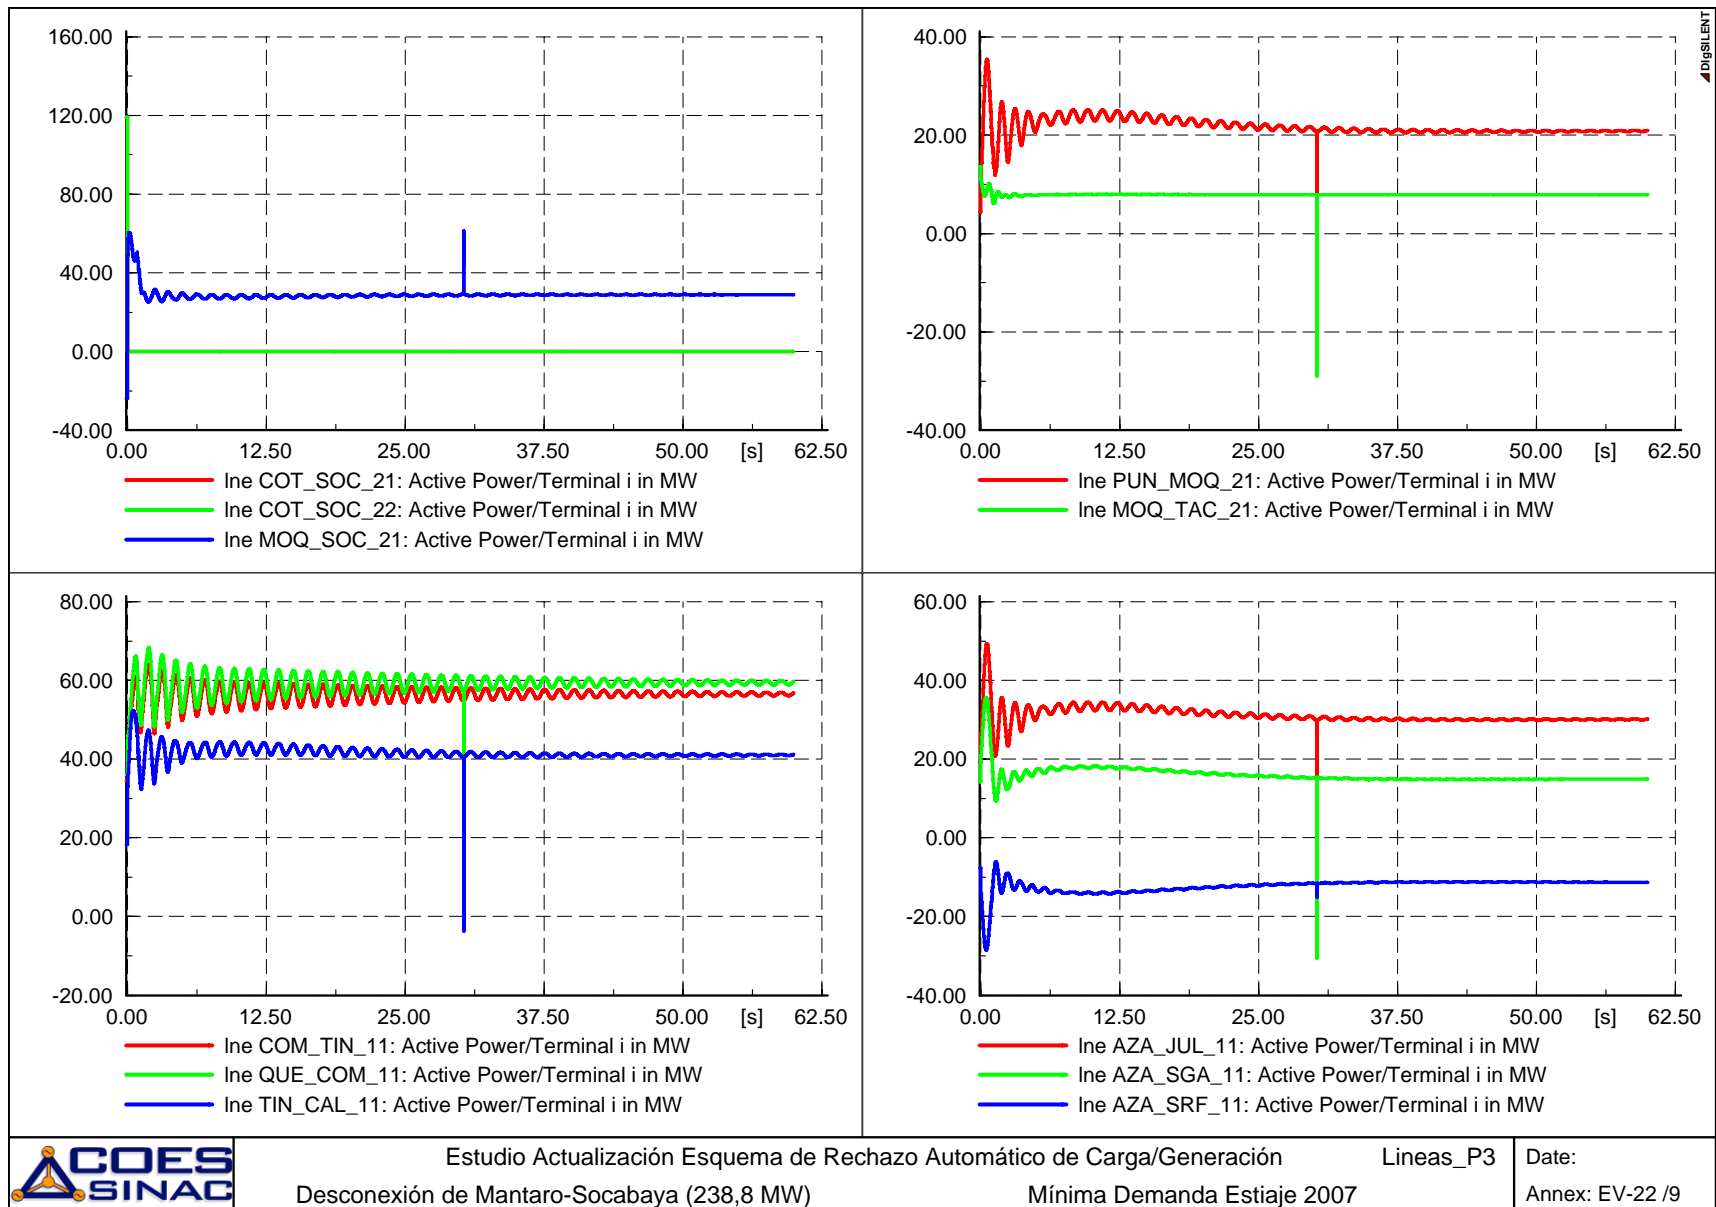 DIgSILENT
160.00
120.00
80.00
40.00
0.00
-40.00
0.00 12.50 25.00 37.50 50.00 [s] 62.50
lne COT_SOC_21: Active Power/Terminal i in MW
lne COT_SOC_22: Active Power/Terminal i in MW
lne MOQ_SOC_21: Active Power/Terminal i in MW
40.00
20.00
0.00
-20.00
-40.00
0.00 12.50 25.00 37.50 50.00 [s] 62.50
lne PUN_MOQ_21: Active Power/Terminal i in MW
lne MOQ_TAC_21: Active Power/Terminal i in MW
80.00
60.00
40.00
20.00
0.00
-20.00
0.00 12.50 25.00 37.50 50.00 [s] 62.50
lne COM_TIN_11: Active Power/Terminal i in MW
lne QUE_COM_11: Active Power/Terminal i in MW
lne TIN_CAL_11: Active Power/Terminal i in MW
60.00
40.00
20.00
0.00
-20.00
-40.00
0.00 12.50 25.00 37.50 50.00 [s] 62.50
lne AZA_JUL_11: Active Power/Terminal i in MW
lne AZA_SGA_11: Active Power/Terminal i in MW
lne AZA_SRF_11: Active Power/Terminal i in MW
COES
SINAC
Estudio Actualización Esquema de Rechazo Automático de Carga/Generación Lineas_P3
Desconexión de Mantaro-Socabaya (238,8 MW) Mínima Demanda Estiaje 2007
Date:
Annex: EV-22 /9